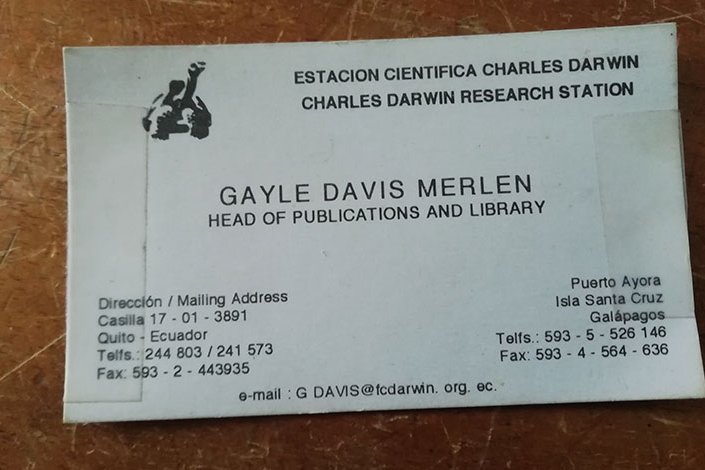 ESTACION CIENTIFICA CHARLES DARWIN
CHARLES DARWIN RESEARCH STATION
GAYLE DAVIS MERLEN
HEAD OF PUBLICATIONS AND LIBRARY
Dirección / Mailing Address
Casilla 17 - 01 - 3891
Quito - Ecuador
Telfs.: 244 803 / 241 573
Fax: 593 - 2 - 443935
Puerto Ayora
Isla Santa Cruz
Galápagos
Telfs.: 593 - 5 - 526 146
Fax: 593 - 4 - 564 - 636
e-mail : G DAVIS@fcdarwin. org. ec.